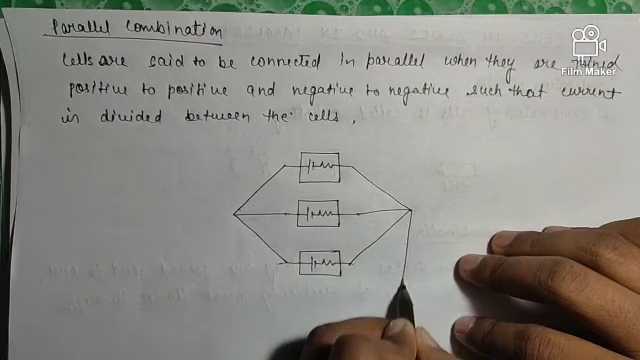 Parallel Combination
Cells are said to be connected in parallel when they are joined
positive to positive and negative to negative such that current
is divided between the cells.
Film Maker